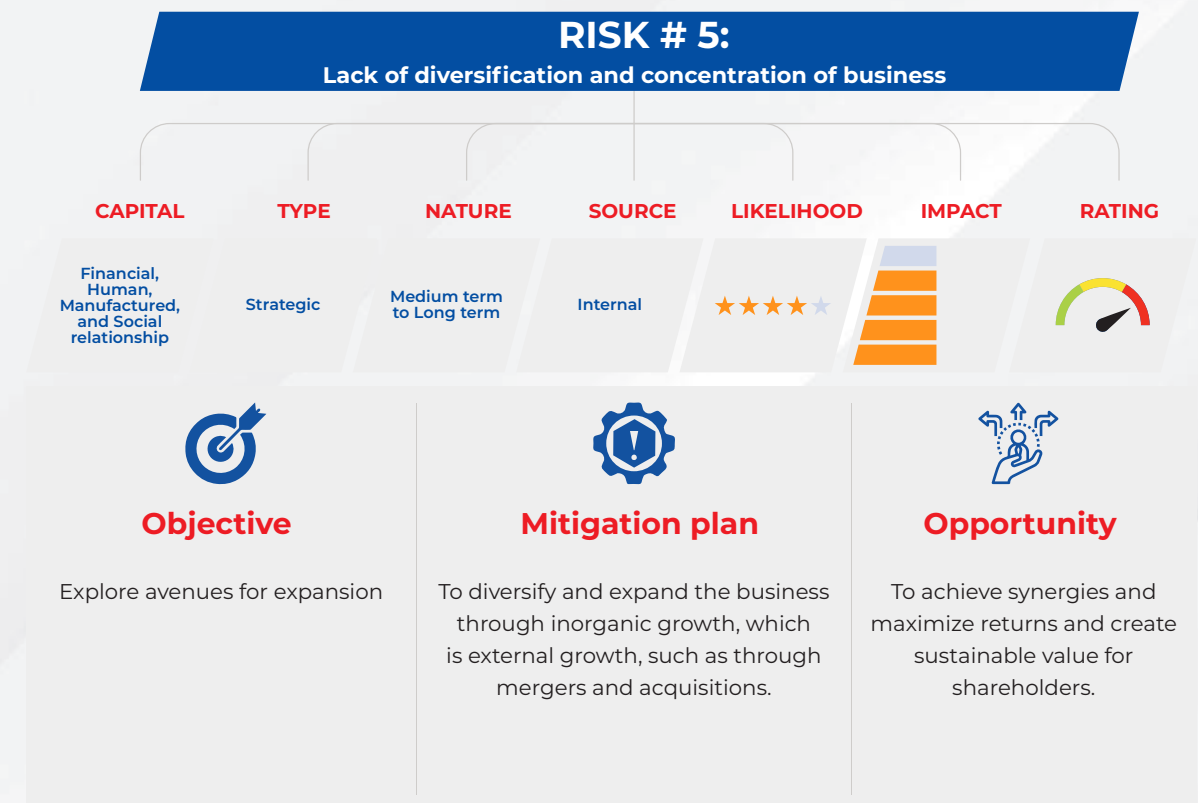 RISK # 5:
Lack of diversification and concentration of business
CAPITAL
TYPE
NATURE
SOURCE
LIKELIHOOD
IMPACT
RATING
Financial,
Human,
Manufactured,
and Social
relationship
Strategic
Medium term
to Long term
Internal
Objective
Explore avenues for expansion
Mitigation plan
To diversify and expand the business
through inorganic growth, which
is external growth, such as through
mergers and acquisitions.
Opportunity
To achieve synergies and
maximize returns and create
sustainable value for
shareholders.